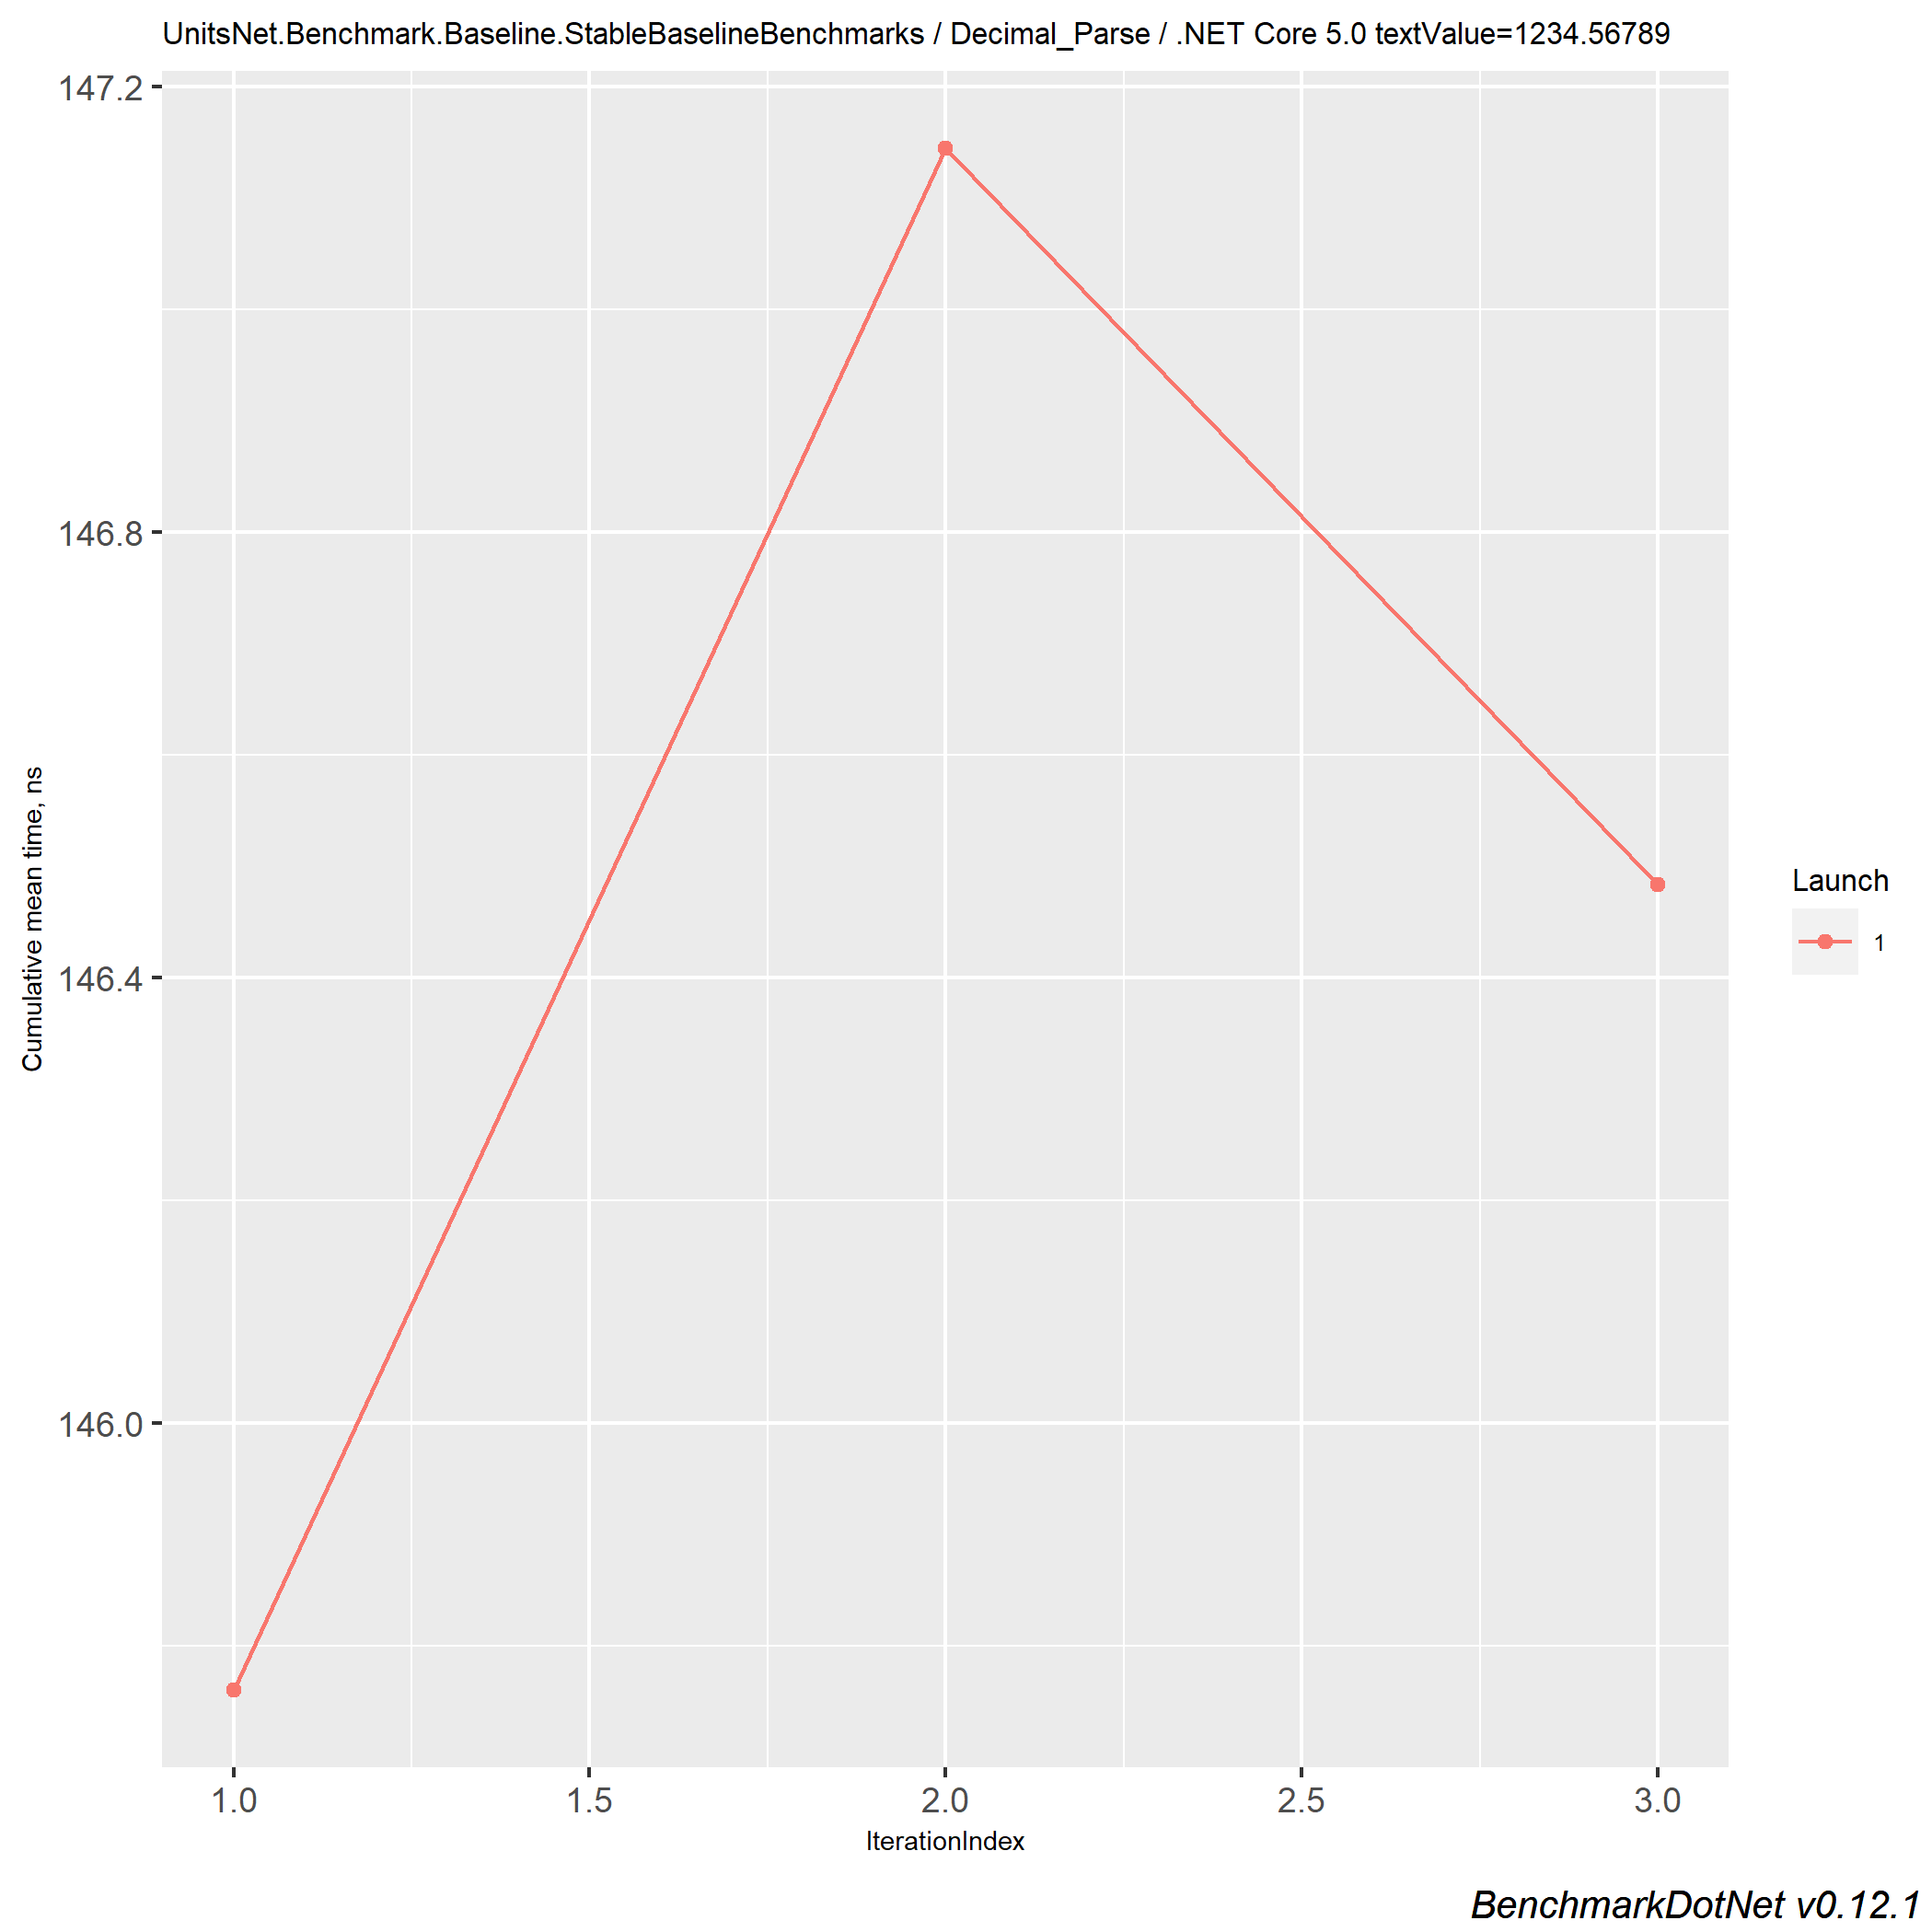 UnitsNet.Benchmark.Baseline.StableBaselineBenchmarks / Decimal_Parse / .NET Core 5.0 textValue=1234.56789
147.2
146.8
146.4
146.0
Cumulative mean time, ns
1.0 1.5 2.0 2.5 3.0
IterationIndex
Launch
1
BenchmarkDotNet v0.12.1